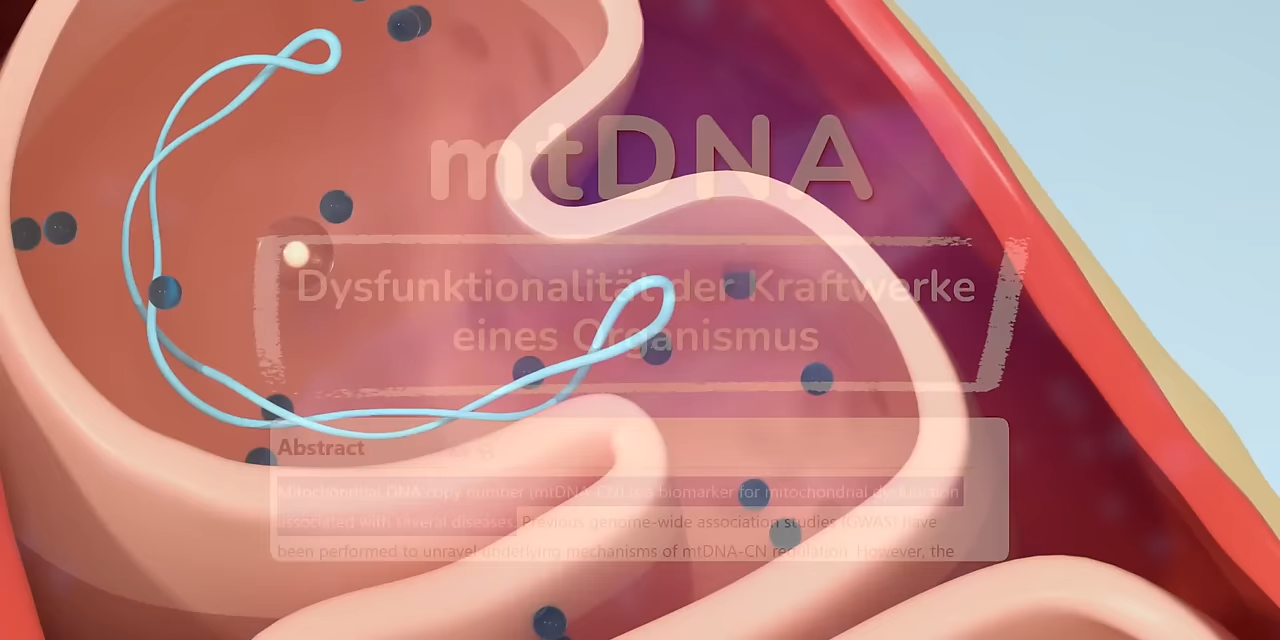 mtDNA
Dysfunktionalität der Kraftwerke
eines Organismus
Abstract
Mitochondrial DNA copy number (mtDNA-CN) is a biomarker for mitochondrial dysfunction
associated with several diseases. Previous genome-wide association studies (GWAS) have
been performed to unravel underlying mechanisms of mtDNA-CN regulation. However, the